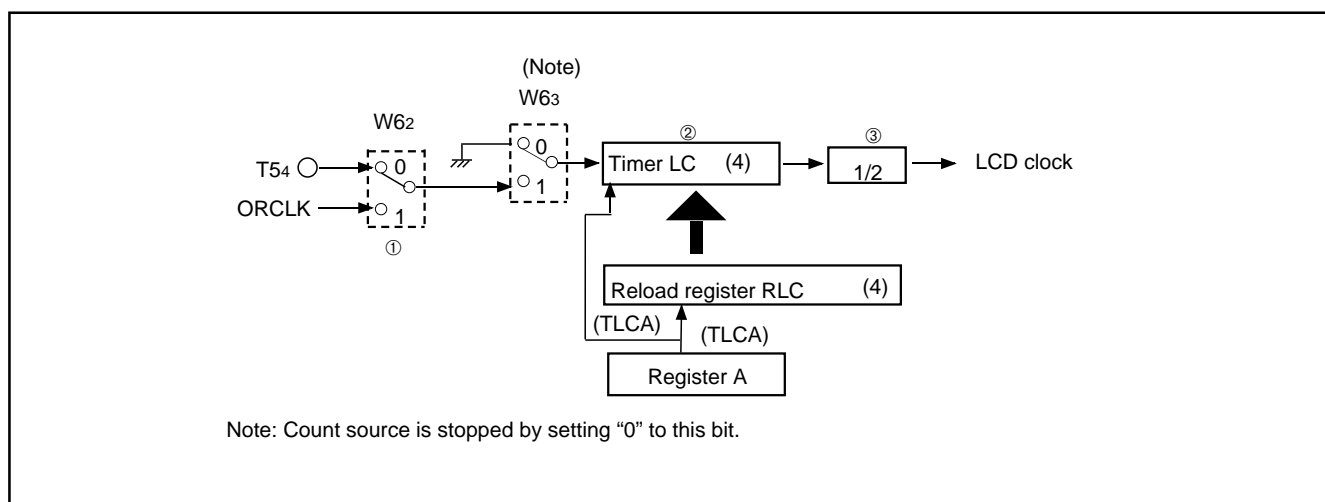 (Note)
W63
W62
T54
0
1
ORCLK
①
0
1
②
Timer LC (4)
③
1/2
LCD clock
Reload register RLC (4)
(TLCA)
(TLCA)
Register A
Note: Count source is stopped by setting “0” to this bit.